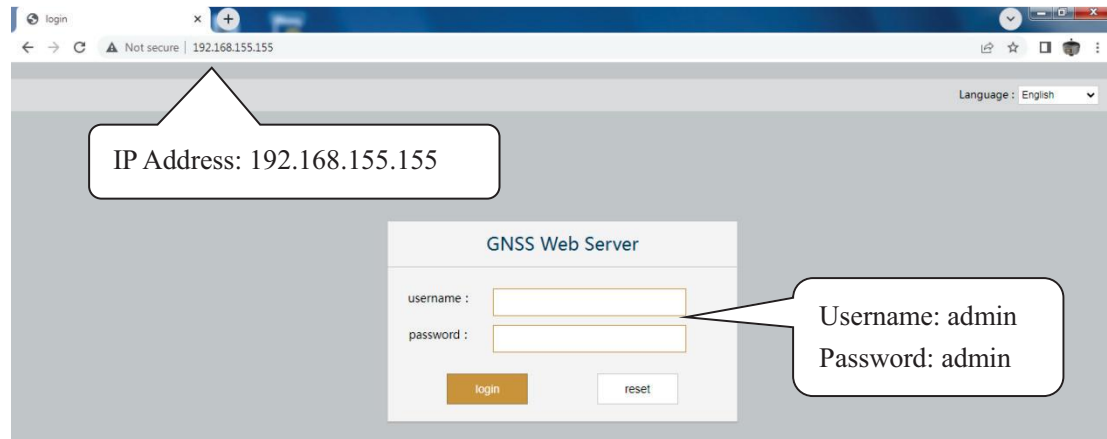 login
Not secure | 192.168.155.155
Language : English
IP Address: 192.168.155.155
GNSS Web Server
username :
password :
Username: admin
Password: admin
login reset